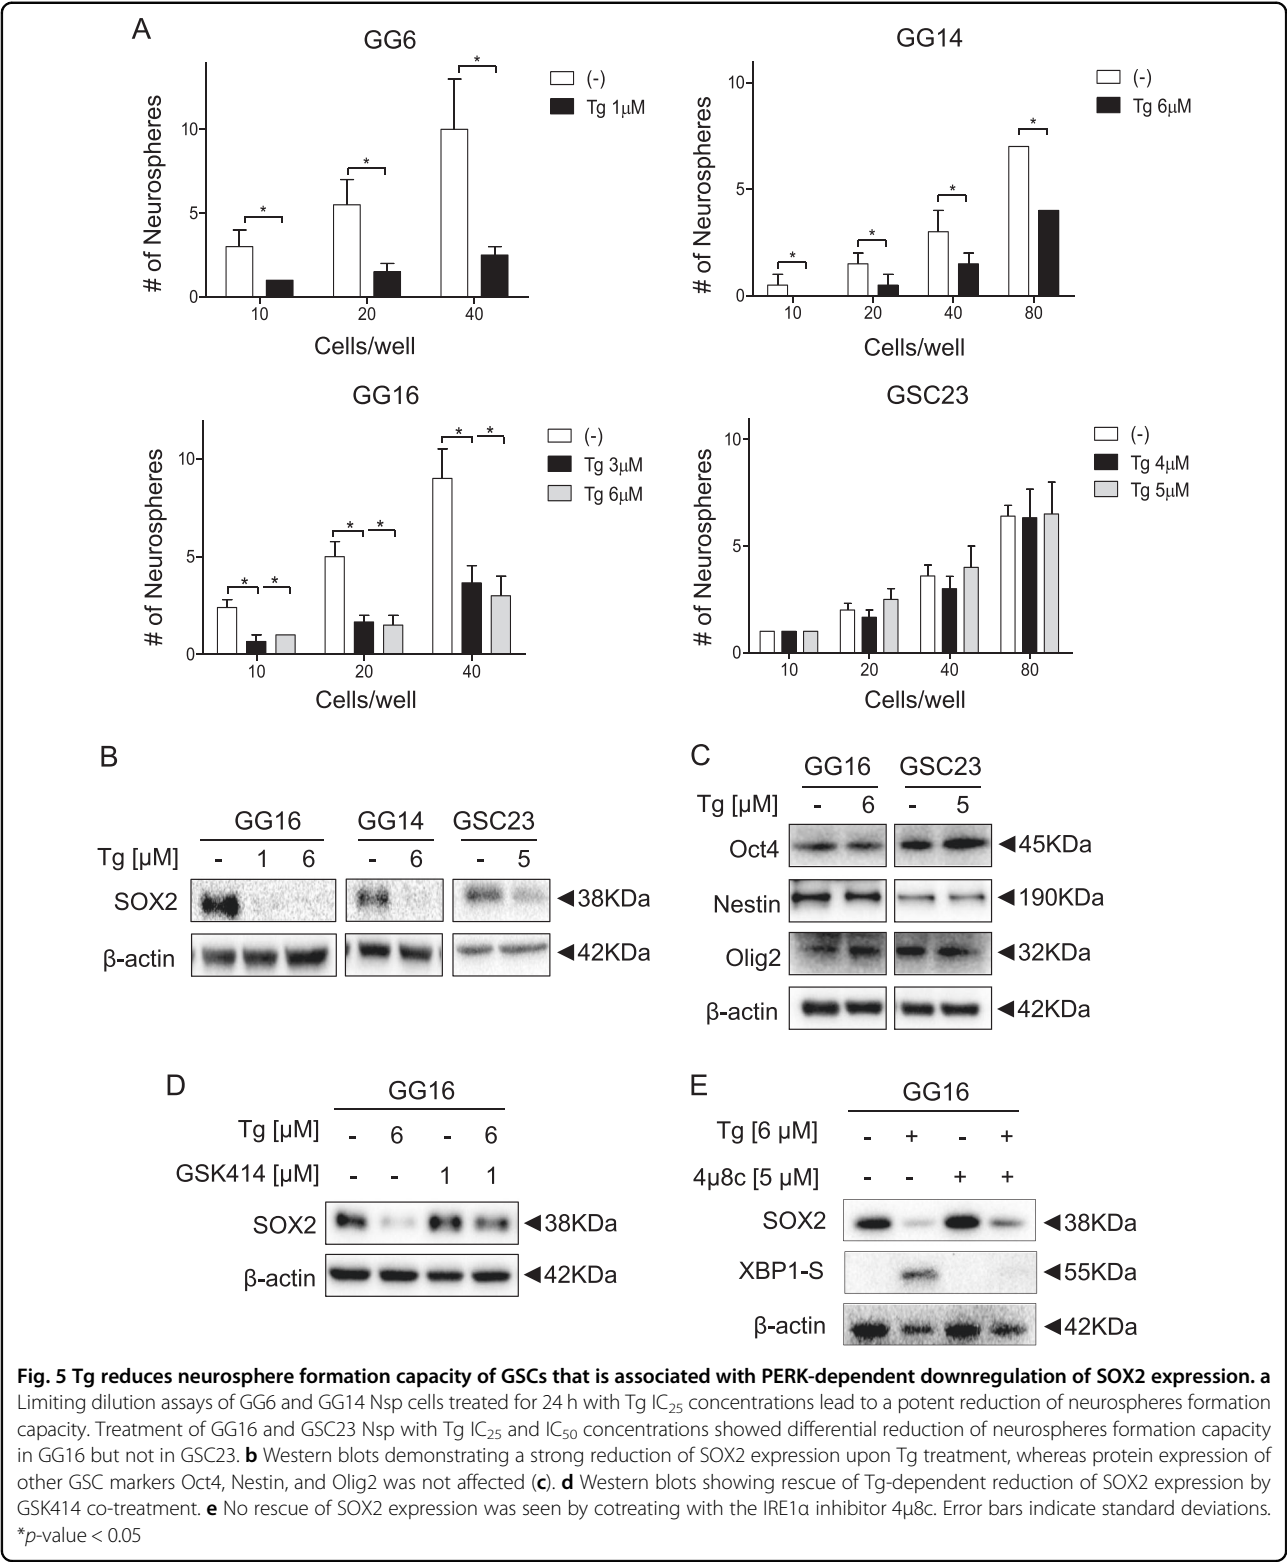 A
GG6
# of Neurospheres
10
5
0
*
*
*
(-)
Tg 1µM
10 20 40
Cells/well
GG14
# of Neurospheres
10
5
0
*
*
*
*
(-)
Tg 6µM
10 20 40 80
Cells/well
GG16
# of Neurospheres
10
5
0
* *
* *
* *
(-)
Tg 3µM
Tg 6µM
10 20 40
Cells/well
GSC23
# of Neurospheres
10
5
0
(-)
Tg 4µM
Tg 5µM
10 20 40 80
Cells/well
B
GG16 GG14 GSC23
Tg [µM] - 1 6 - 6 - 5
SOX2 ◄38KDa
β-actin ◄42KDa
C
GG16 GSC23
Tg [µM] - 6 - 5
Oct4 ◄45KDa
Nestin ◄190KDa
Olig2 ◄32KDa
β-actin ◄42KDa
D
GG16
Tg [µM] - 6 - 6
GSK414 [µM] - - 1 1
SOX2 ◄38KDa
β-actin ◄42KDa
E
GG16
Tg [6 µM] - + - +
4µ8c [5 µM] - - + +
SOX2 ◄38KDa
XBP1-S ◄55KDa
β-actin ◄42KDa
Fig. 5 Tg reduces neurosphere formation capacity of GSCs that is associated with PERK-dependent downregulation of SOX2 expression. a
Limiting dilution assays of GG6 and GG14 Nsp cells treated for 24 h with Tg IC₂₅ concentrations lead to a potent reduction of neurospheres formation
capacity. Treatment of GG16 and GSC23 Nsp with Tg IC₂₅ and IC₅₀ concentrations showed differential reduction of neurospheres formation capacity
in GG16 but not in GSC23. b Western blots demonstrating a strong reduction of SOX2 expression upon Tg treatment, whereas protein expression of
other GSC markers Oct4, Nestin, and Olig2 was not affected (c). d Western blots showing rescue of Tg-dependent reduction of SOX2 expression by
GSK414 co-treatment. e No rescue of SOX2 expression was seen by cotreating with the IRE1α inhibitor 4µ8c. Error bars indicate standard deviations.
*p-value < 0.05